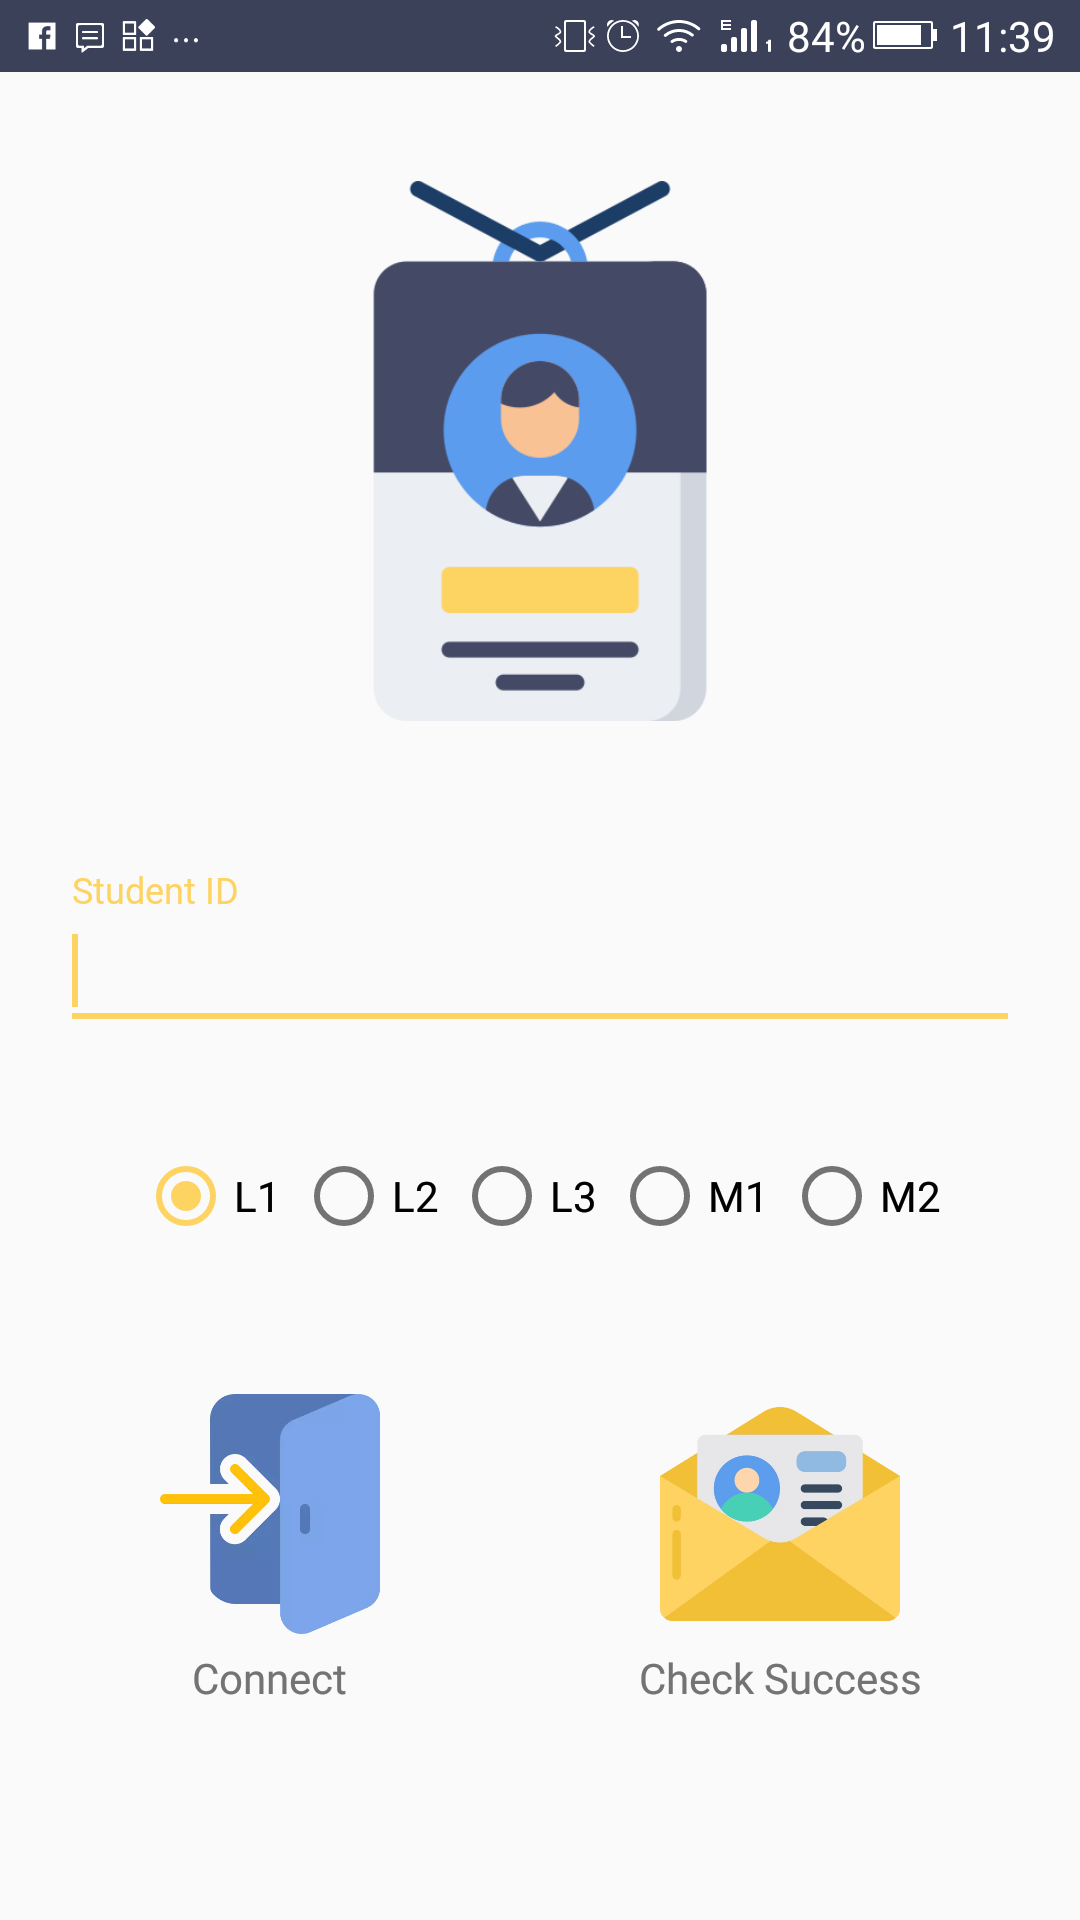 84% 11:39
Student ID
L1 L2 L3 M1 M2
Connect
Check Success